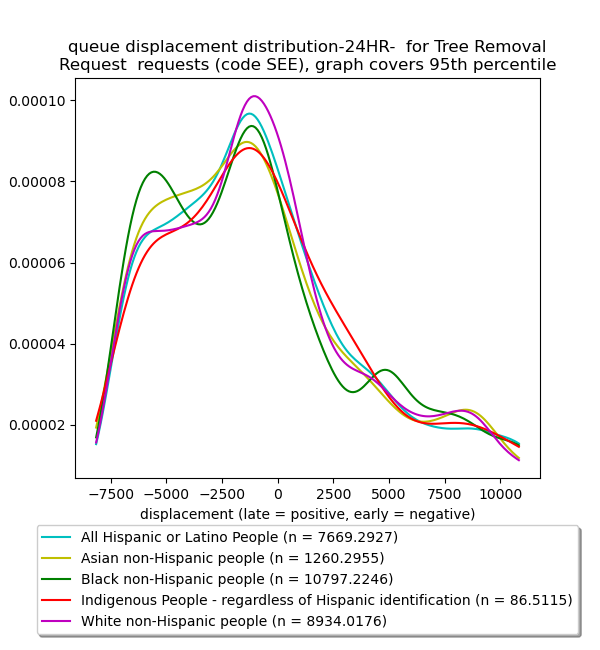 queue displacement distribution-24HR-  for Tree Removal
Request  requests (code SEE), graph covers 95th percentile
0.00010
0.00008
0.00006
0.00004
0.00002
−7500 −5000 −2500 0 2500 5000 7500 10000
displacement (late = positive, early = negative)
All Hispanic or Latino People (n = 7669.2927)
Asian non-Hispanic people (n = 1260.2955)
Black non-Hispanic people (n = 10797.2246)
Indigenous People - regardless of Hispanic identification (n = 86.5115)
White non-Hispanic people (n = 8934.0176)